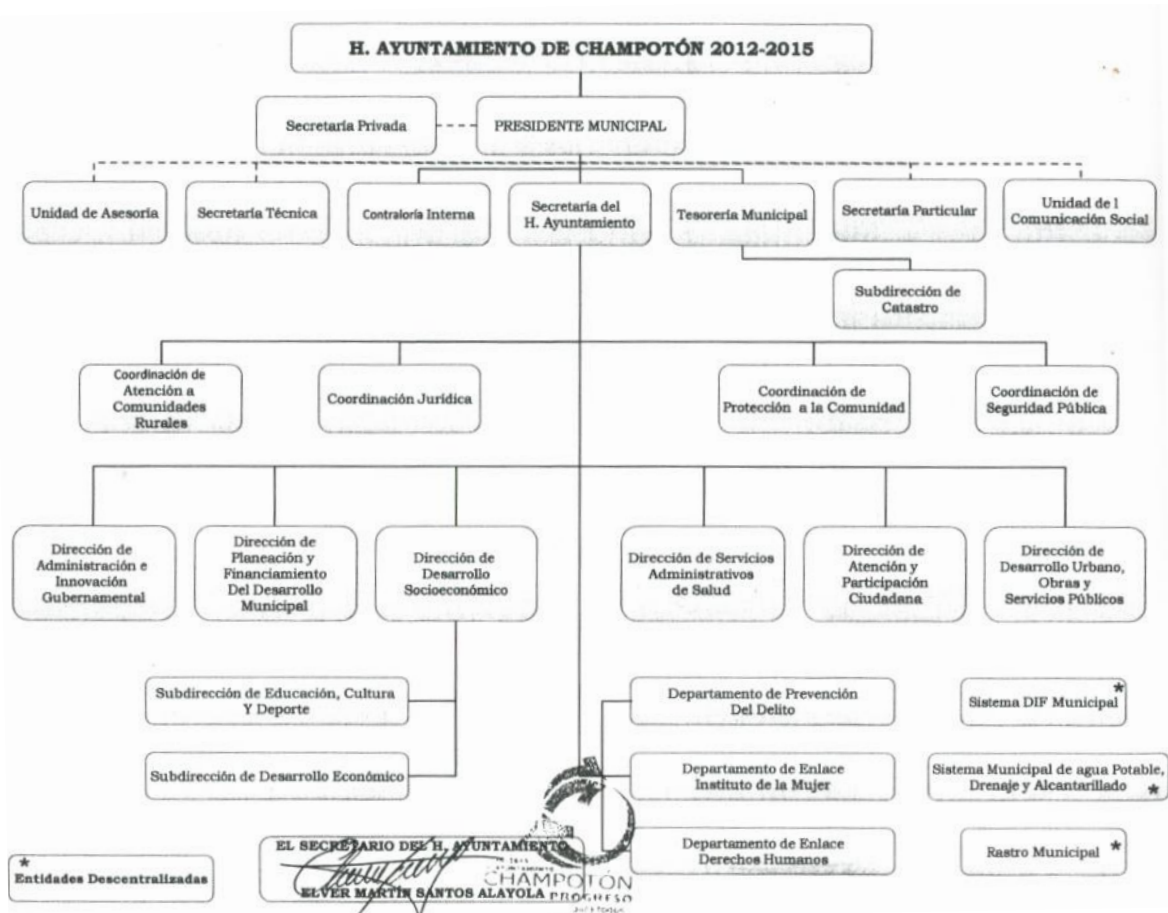 H. AYUNTAMIENTO DE CHAMPOTÓN 2012-2015
Secretaría Privada
PRESIDENTE MUNICIPAL
Unidad de Asesoría
Secretaría Técnica
Contraloría Interna
Secretaría del
H. Ayuntamiento
Tesorería Municipal
Secretaría Particular
Unidad de l
Comunicación Social
Subdirección de
Catastro
Coordinación de
Atención a
Comunidades
Rurales
Coordinación Jurídica
Coordinación de
Protección a la Comunidad
Coordinación de
Seguridad Pública
Dirección de
Administración e
Innovación
Gubernamental
Dirección de
Planeación y
Financiamiento
Del Desarrollo
Municipal
Dirección de
Desarrollo
Socioeconómico
Dirección de Servicios
Administrativos
de Salud
Dirección de
Atención y
Participación
Ciudadana
Dirección de
Desarrollo Urbano,
Obras y
Servicios Públicos
Subdirección de Educación, Cultura
Y Deporte
Departamento de Prevención
Del Delito
Sistema DIF Municipal *
Subdirección de Desarrollo Económico
Departamento de Enlace
Instituto de la Mujer
Sistema Municipal de agua Potable,
Drenaje y Alcantarillado *
Departamento de Enlace
Derechos Humanos
Rastro Municipal *
*
Entidades Descentralizadas
EL SECRETARIO DEL H. AYUNTAMIENTO
ELVER MARTÍN SANTOS ALAYOLA
CHAMPOTÓN
PROGRESO